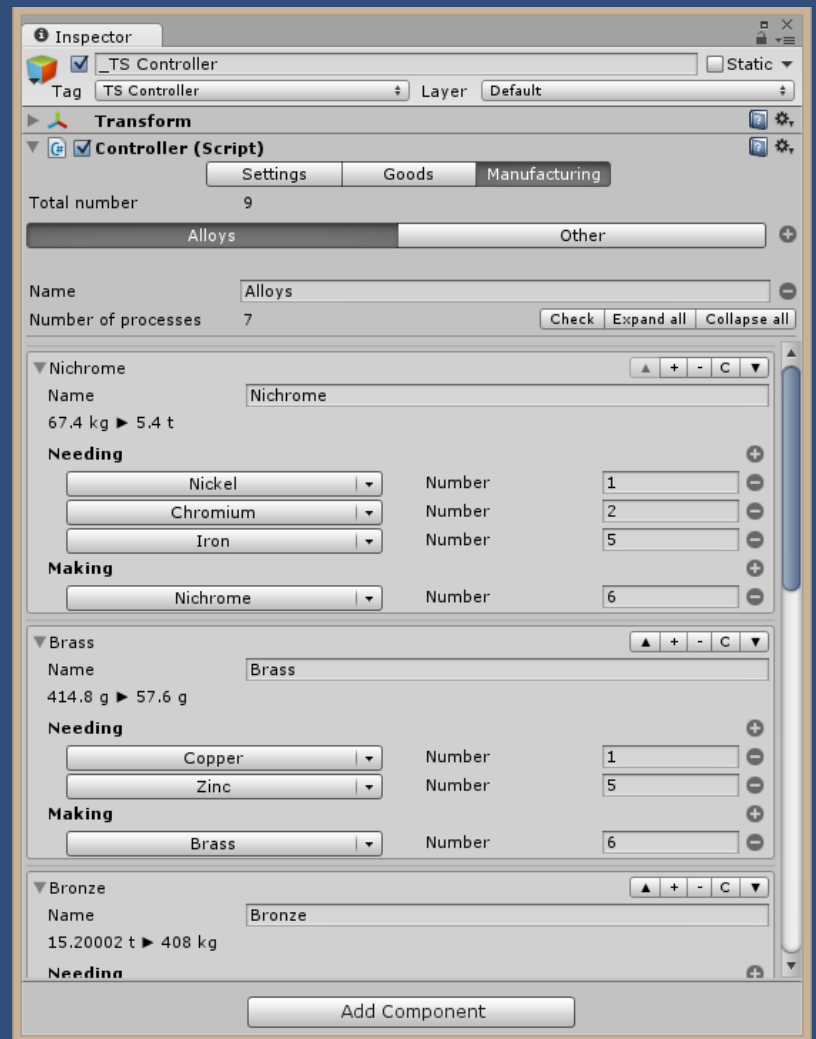 Inspector
_TS Controller Static
Tag TS Controller Layer Default
Transform
Controller (Script)
Settings Goods Manufacturing
Total number 9
Alloys Other
Name Alloys
Number of processes 7 Check Expand all Collapse all
▼Nichrome ▲ + - C ▼
Name Nichrome
67.4 kg ► 5.4 t
Needing
Nickel Number 1
Chromium Number 2
Iron Number 5
Making
Nichrome Number 6
▼Brass ▲ + - C ▼
Name Brass
414.8 g ► 57.6 g
Needing
Copper Number 1
Zinc Number 5
Making
Brass Number 6
▼Bronze ▲ + - C ▼
Name Bronze
15.20002 t ► 408 kg
Needing
Add Component